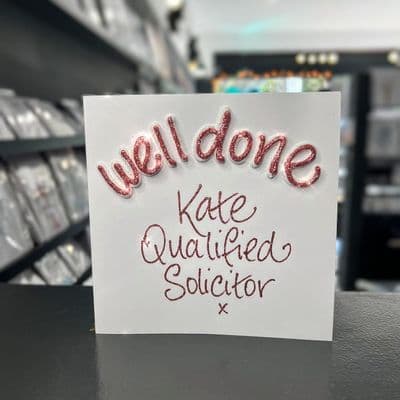 well done
Kate
Qualified
Solicitor
x